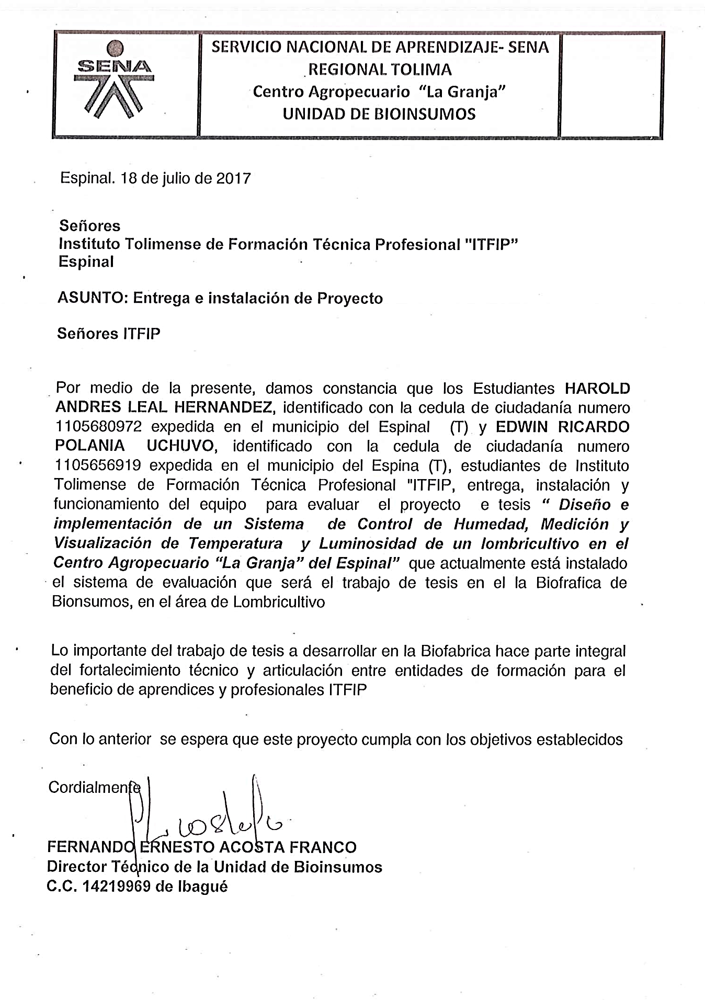 SENA
SERVICIO NACIONAL DE APRENDIZAJE- SENA
REGIONAL TOLIMA
Centro Agropecuario "La Granja"
UNIDAD DE BIOINSUMOS
Espinal. 18 de julio de 2017
Señores
Instituto Tolimense de Formación Técnica Profesional "ITFIP"
Espinal
ASUNTO: Entrega e instalación de Proyecto
Señores ITFIP
Por medio de la presente, damos constancia que los Estudiantes HAROLD
ANDRES LEAL HERNANDEZ, identificado con la cedula de ciudadanía numero
1105680972 expedida en el municipio del Espinal (T) y EDWIN RICARDO
POLANIA UCHUVO, identificado con la cedula de ciudadanía numero
1105656919 expedida en el municipio del Espina (T), estudiantes de Instituto
Tolimense de Formación Técnica Profesional "ITFIP, entrega, instalación y
funcionamiento del equipo para evaluar el proyecto e tesis " Diseño e
implementación de un Sistema de Control de Humedad, Medición y
Visualización de Temperatura y Luminosidad de un lombricultivo en el
Centro Agropecuario "La Granja" del Espinal" que actualmente está instalado
el sistema de evaluación que será el trabajo de tesis en el la Biofrafica de
Bionsumos, en el área de Lombricultivo
Lo importante del trabajo de tesis a desarrollar en la Biofabrica hace parte integral
del fortalecimiento técnico y articulación entre entidades de formación para el
beneficio de aprendices y profesionales ITFIP
Con lo anterior se espera que este proyecto cumpla con los objetivos establecidos
Cordialmente
FERNANDO ERNESTO ACOSTA FRANCO
Director Técnico de la Unidad de Bioinsumos
C.C. 14219969 de Ibagué